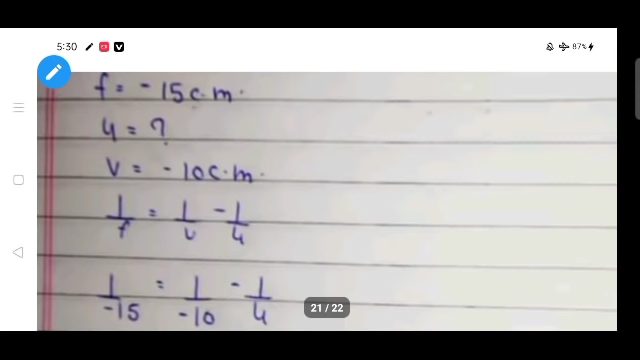 5:30
87%
f = - 15 c.m.
u = ?
v = - 10 c.m.
1/f = 1/v - 1/u
1/-15 = 1/-10 - 1/u
21 / 22